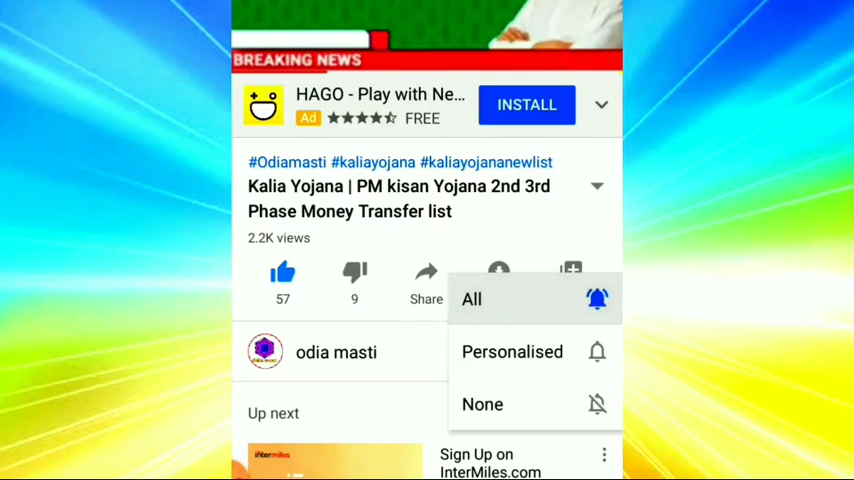 BREAKING NEWS
HAGO - Play with Ne...
INSTALL
Ad
FREE
#Odiamasti #kaliayojana #kaliayojananewlist
Kalia Yojana | PM kisan Yojana 2nd 3rd
Phase Money Transfer list
2.2K views
57
9
Share
All
odia masti
Personalised
None
Up next
intermiles
Sign Up on
InterMiles.com